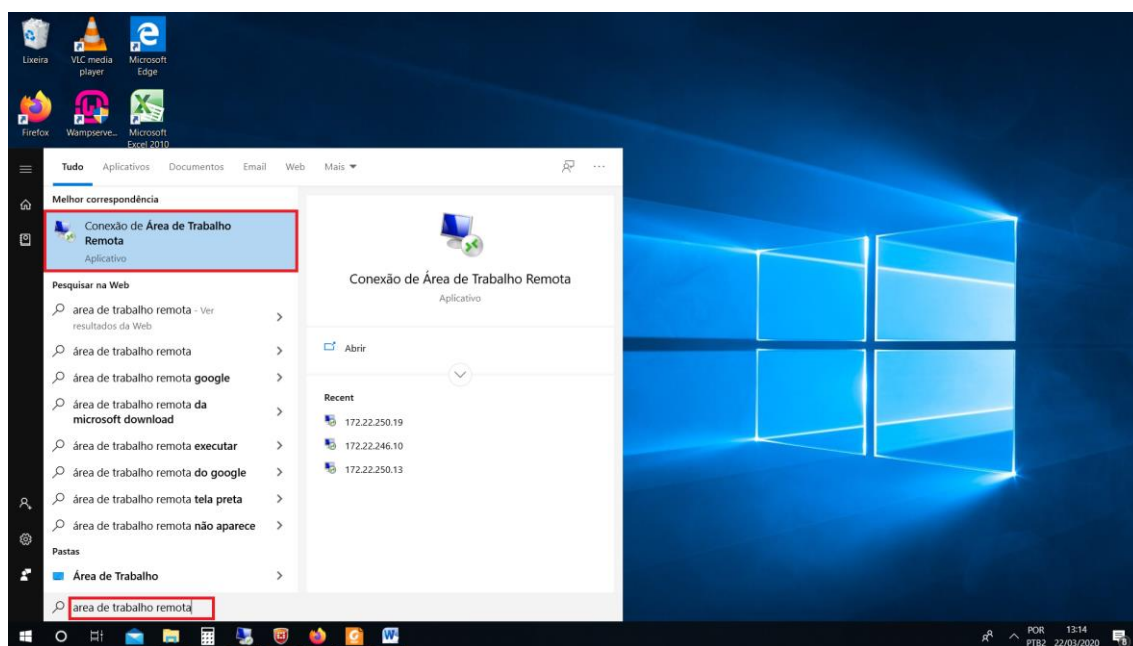 Lixeira
VLC media
player
Microsoft
Edge
Firefox
Wampserve...
Microsoft
Excel 2010
Tudo Aplicativos Documentos Email Web Mais
Melhor correspondência
Conexão de Área de Trabalho
Remota
Aplicativo
Pesquisar na Web
area de trabalho remota - Ver
resultados da Web
área de trabalho remota
área de trabalho remota google
área de trabalho remota da
microsoft download
área de trabalho remota executar
área de trabalho remota do google
área de trabalho remota tela preta
área de trabalho remota não aparece
Pastas
Área de Trabalho
area de trabalho remota
Conexão de Área de Trabalho Remota
Aplicativo
Abrir
Recent
172.22.250.19
172.22.246.10
172.22.250.13
POR 13:14
PTB2 22/03/2020